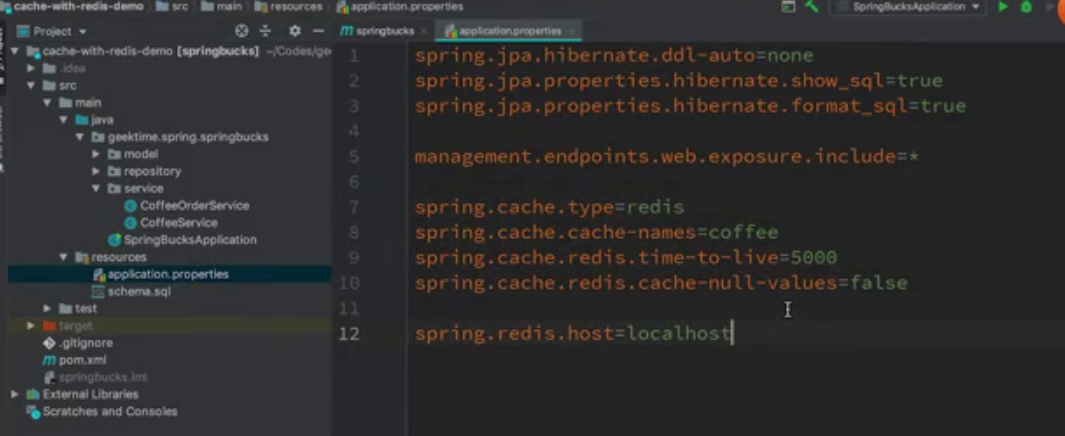 cache-with-redis-demo src main resources application.properties SpringBucksApplication
Project springbucks application.properties
cache-with-redis-demo [springbucks] ~/Codes/gee
.idea
src
main
java
geektime.spring.springbucks
model
repository
service
CoffeeOrderService
CoffeeService
SpringBucksApplication
resources
application.properties
schema.sql
test
target
.gitignore
pom.xml
springbucks.iml
External Libraries
Scratches and Consoles
1 spring.jpa.hibernate.ddl-auto=none
2 spring.jpa.properties.hibernate.show_sql=true
3 spring.jpa.properties.hibernate.format_sql=true
4
5 management.endpoints.web.exposure.include=*
6
7 spring.cache.type=redis
8 spring.cache.cache-names=coffee
9 spring.cache.redis.time-to-live=5000
10 spring.cache.redis.cache-null-values=false
11
12 spring.redis.host=localhost